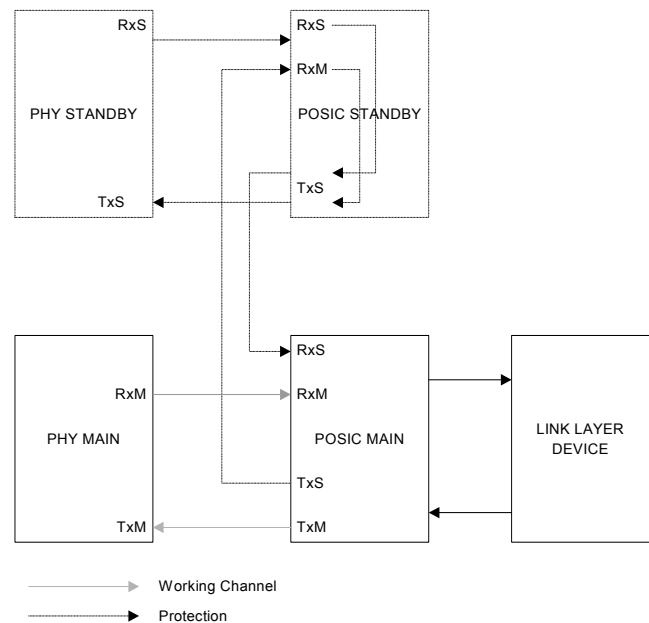 RxS
RxS
RxM
PHY STANDBY
POSIC STANDBY
TxS
TxS
RxS
RxM
RxM
PHY MAIN
POSIC MAIN
LINK LAYER
DEVICE
TxS
TxM
TxM
Working Channel
Protection